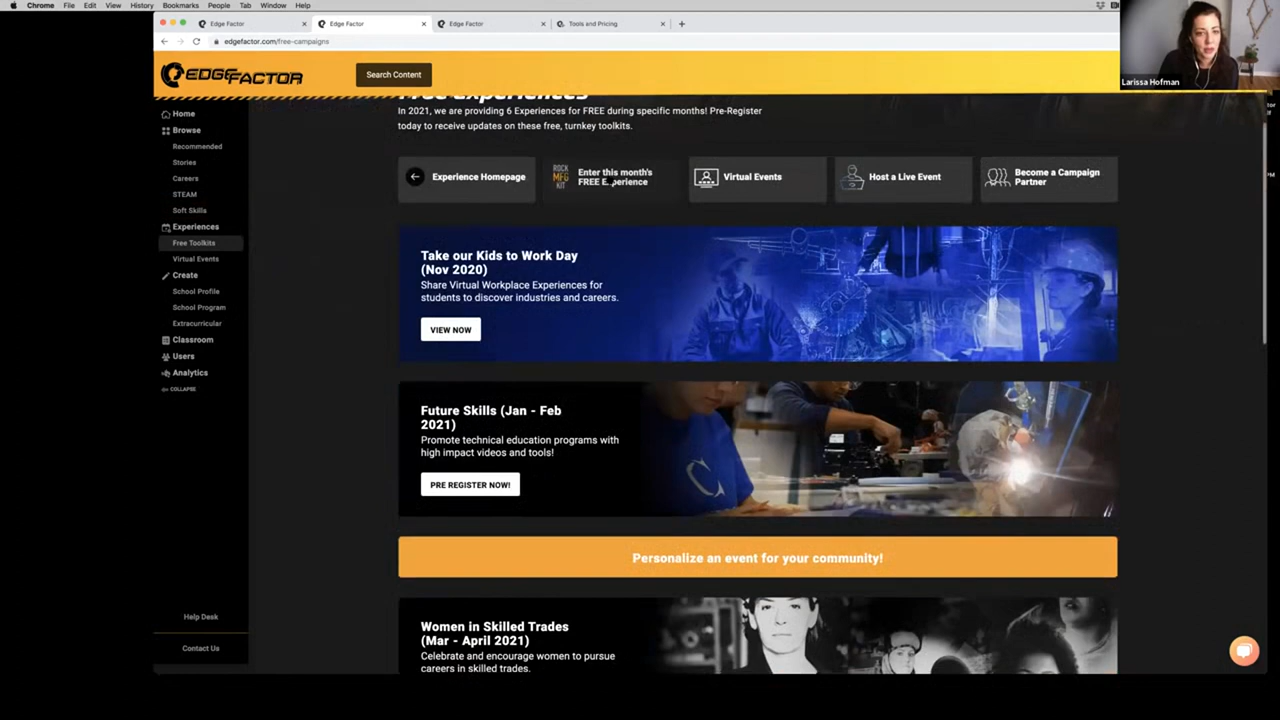 Chrome File Edit View History Bookmarks People Tab Window Help
Edge Factor
Edge Factor
Edge Factor
Tools and Pricing
edgefactor.com/free-campaigns
EDGE FACTOR
Search Content
Larissa Hofman
Home
Browse
Recommended
Stories
Careers
STEAM
Soft Skills
Experiences
Free Toolkits
Virtual Events
Create
School Profile
School Program
Extracurricular
Classroom
Users
Analytics
COLLAPSE
Help Desk
Contact Us
Free Experiences
In 2021, we are providing 6 Experiences for FREE during specific months! Pre-Register
today to receive updates on these free, turnkey toolkits.
Experience Homepage
ROCK
MFG
KIT
Enter this month's
FREE Experience
Virtual Events
Host a Live Event
Become a Campaign
Partner
Take our Kids to Work Day
(Nov 2020)
Share Virtual Workplace Experiences for
students to discover industries and careers.
VIEW NOW
Future Skills (Jan - Feb
2021)
Promote technical education programs with
high impact videos and tools!
PRE REGISTER NOW!
Personalize an event for your community!
Women in Skilled Trades
(Mar - April 2021)
Celebrate and encourage women to pursue
careers in skilled trades.